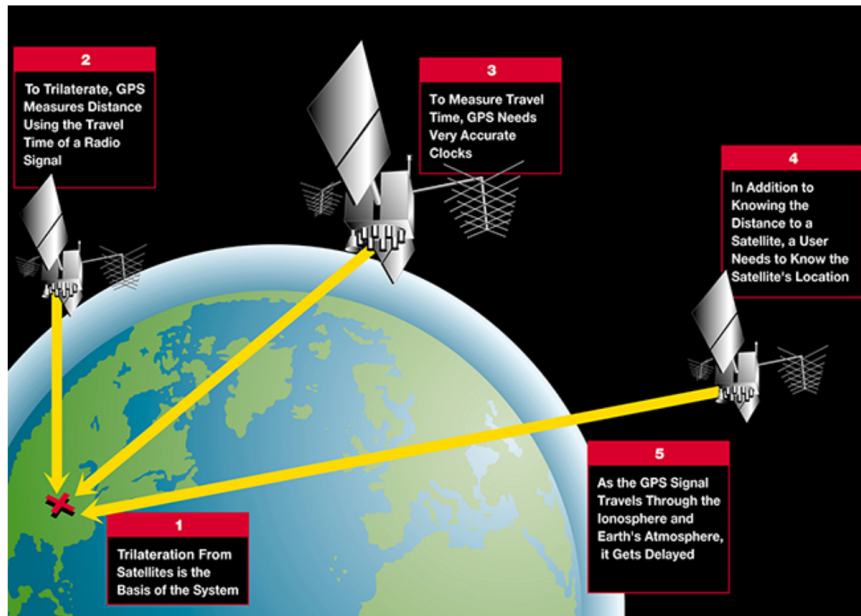 2
To Trilaterate, GPS
Measures Distance
Using the Travel
Time of a Radio
Signal
3
To Measure Travel
Time, GPS Needs
Very Accurate
Clocks
4
In Addition to
Knowing the
Distance to a
Satellite, a User
Needs to Know the
Satellite's Location
5
As the GPS Signal
Travels Through the
Ionosphere and
Earth's Atmosphere,
it Gets Delayed
1
Trilateration From
Satellites is the
Basis of the System